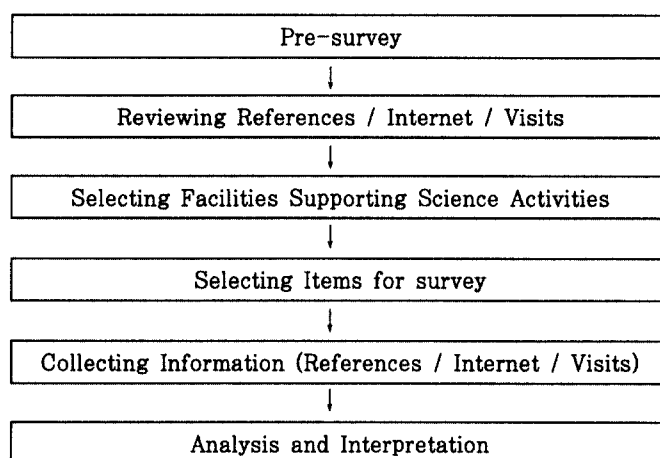 Pre-survey
Reviewing References / Internet / Visits
Selecting Facilities Supporting Science Activities
Selecting Items for survey
Collecting Information (References / Internet / Visits)
Analysis and Interpretation